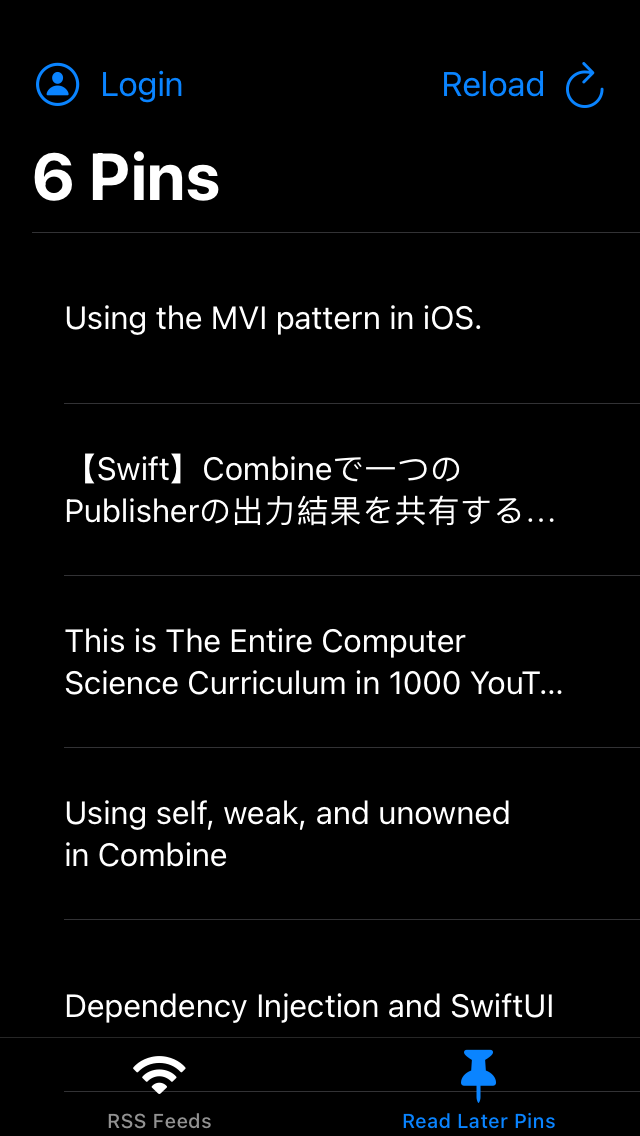 Login
Reload
6 Pins
Using the MVI pattern in iOS.
【Swift】Combineで一つの
Publisherの出力結果を共有する...
This is The Entire Computer
Science Curriculum in 1000 YouT...
Using self, weak, and unowned
in Combine
Dependency Injection and SwiftUI
RSS Feeds
Read Later Pins